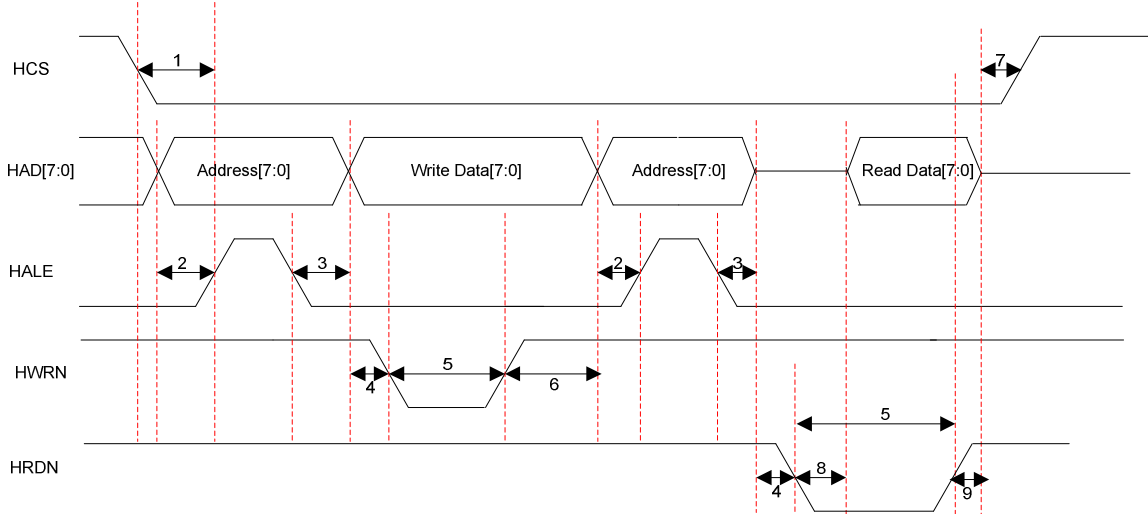 HCS 1 7
HAD[7:0] Address[7:0] Write Data[7:0] Address[7:0] Read Data[7:0]
HALE 2 3 2 3
HWRN 4 5 6
5
HRDN 4 8 9